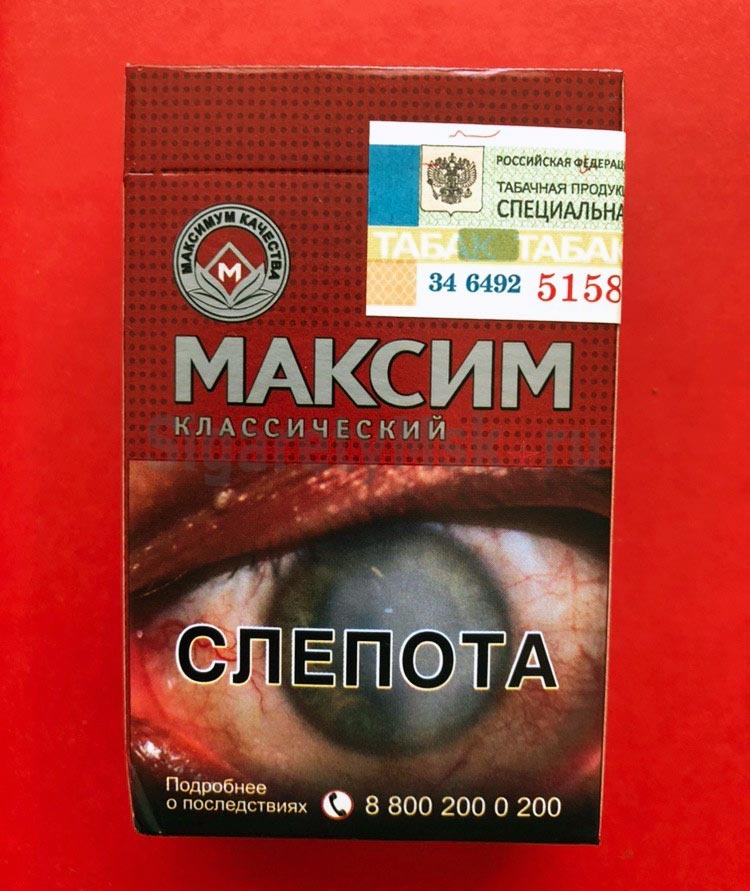 РОССИЙСКАЯ ФЕДЕРАЦ
ТАБАЧНАЯ ПРОДУК
СПЕЦИАЛЬНА
ТАБАК ТАБАК
34 6492 5158
МАКСИМУМ КАЧЕСТВА
М
МАКСИМ
КЛАССИЧЕСКИЙ
СЛЕПОТА
Подробнее
о последствиях 8 800 200 0 200